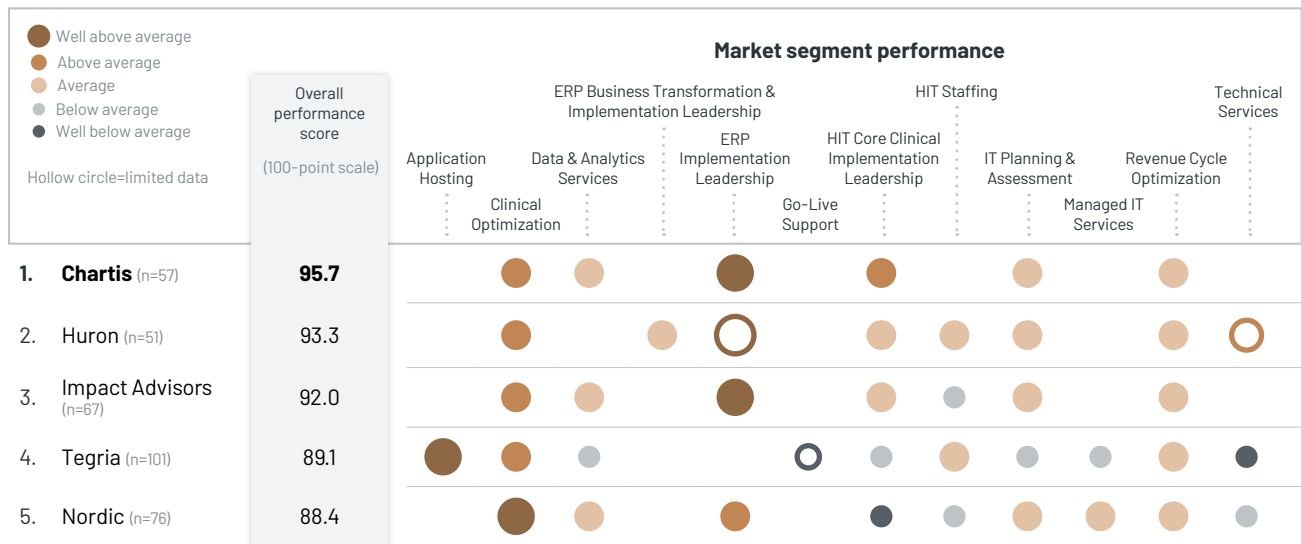 Well above average
Above average
Average
Below average
Well below average
Hollow circle=limited data
Overall
performance
score
(100-point scale)
Market segment performance
Application
Hosting
Clinical
Optimization
Data & Analytics
Services
ERP Business Transformation &
Implementation Leadership
ERP
Implementation
Leadership
Go-Live
Support
HIT Core Clinical
Implementation
Leadership
HIT Staffing
IT Planning &
Assessment
Managed IT
Services
Revenue Cycle
Optimization
Technical
Services
1. Chartis (n=57) 95.7
2. Huron (n=51) 93.3
3. Impact Advisors
(n=67) 92.0
4. Tegria (n=101) 89.1
5. Nordic (n=76) 88.4